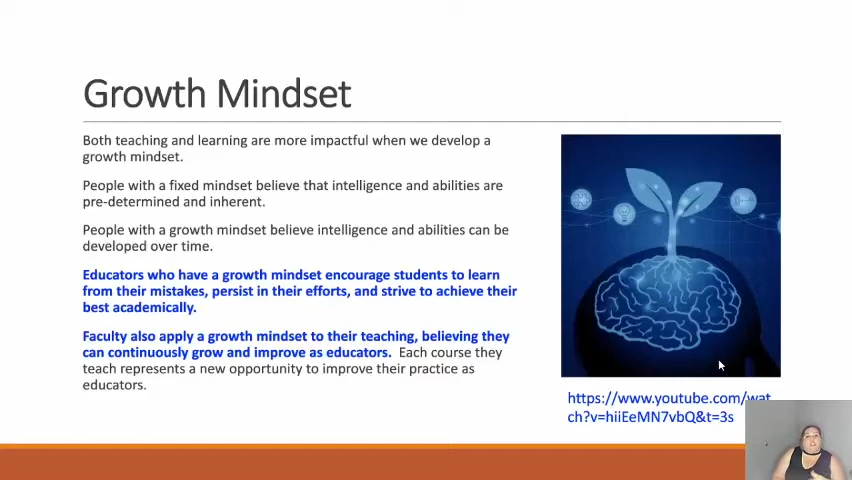 Growth Mindset
Both teaching and learning are more impactful when we develop a
growth mindset.
People with a fixed mindset believe that intelligence and abilities are
pre-determined and inherent.
People with a growth mindset believe intelligence and abilities can be
developed over time.
Educators who have a growth mindset encourage students to learn
from their mistakes, persist in their efforts, and strive to achieve their
best academically.
Faculty also apply a growth mindset to their teaching, believing they
can continuously grow and improve as educators. Each course they
teach represents a new opportunity to improve their practice as
educators.
https://www.youtube.com/wat
ch?v=hiiEeMN7vbQ&t=3s